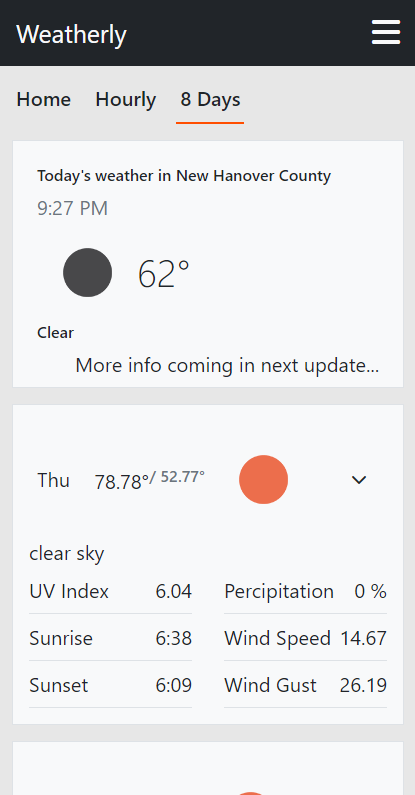 Weatherly
Home Hourly 8 Days
Today's weather in New Hanover County
9:27 PM
62°
Clear
More info coming in next update...
Thu 78.78°/ 52.77°
clear sky
UV Index 6.04 Percipitation 0 %
Sunrise 6:38 Wind Speed 14.67
Sunset 6:09 Wind Gust 26.19